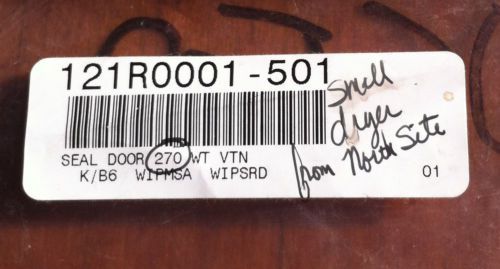 121R0001-501
SEAL DOOR 270 WT VTN
K/B6 WIPMSA WIPSRD
01
small
dryer
from North Site